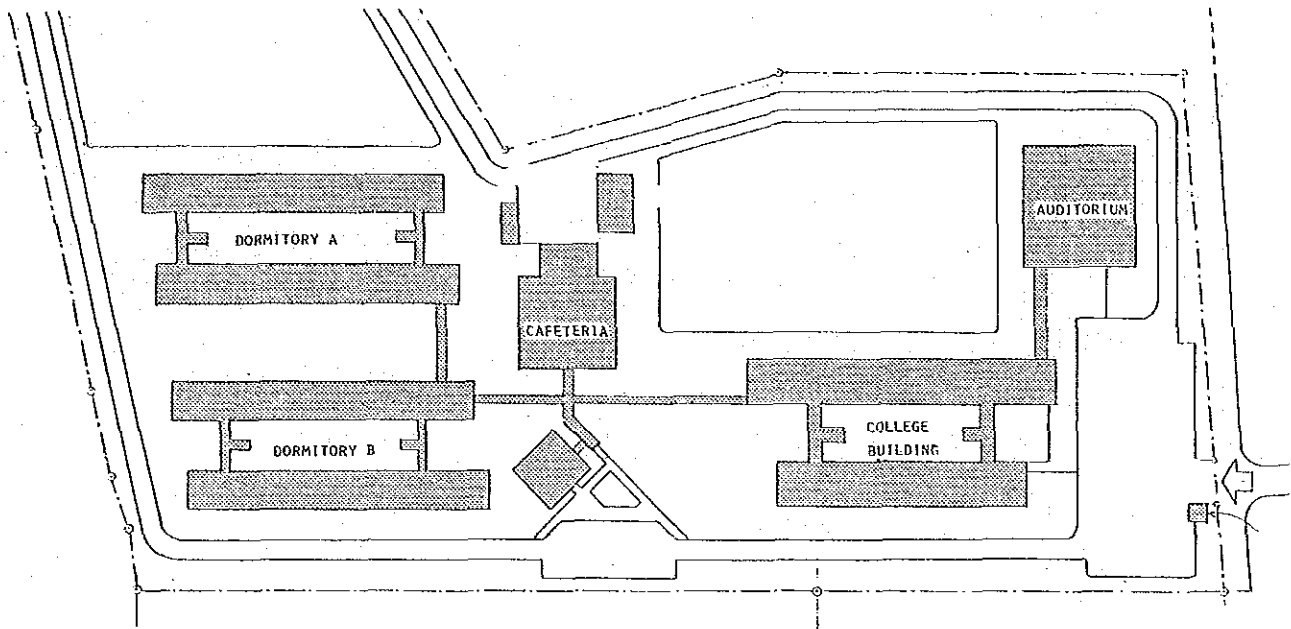 AUDITORIUM
DORMITORY A
CAFETERIA
COLLEGE
BUILDING
DORMITORY B